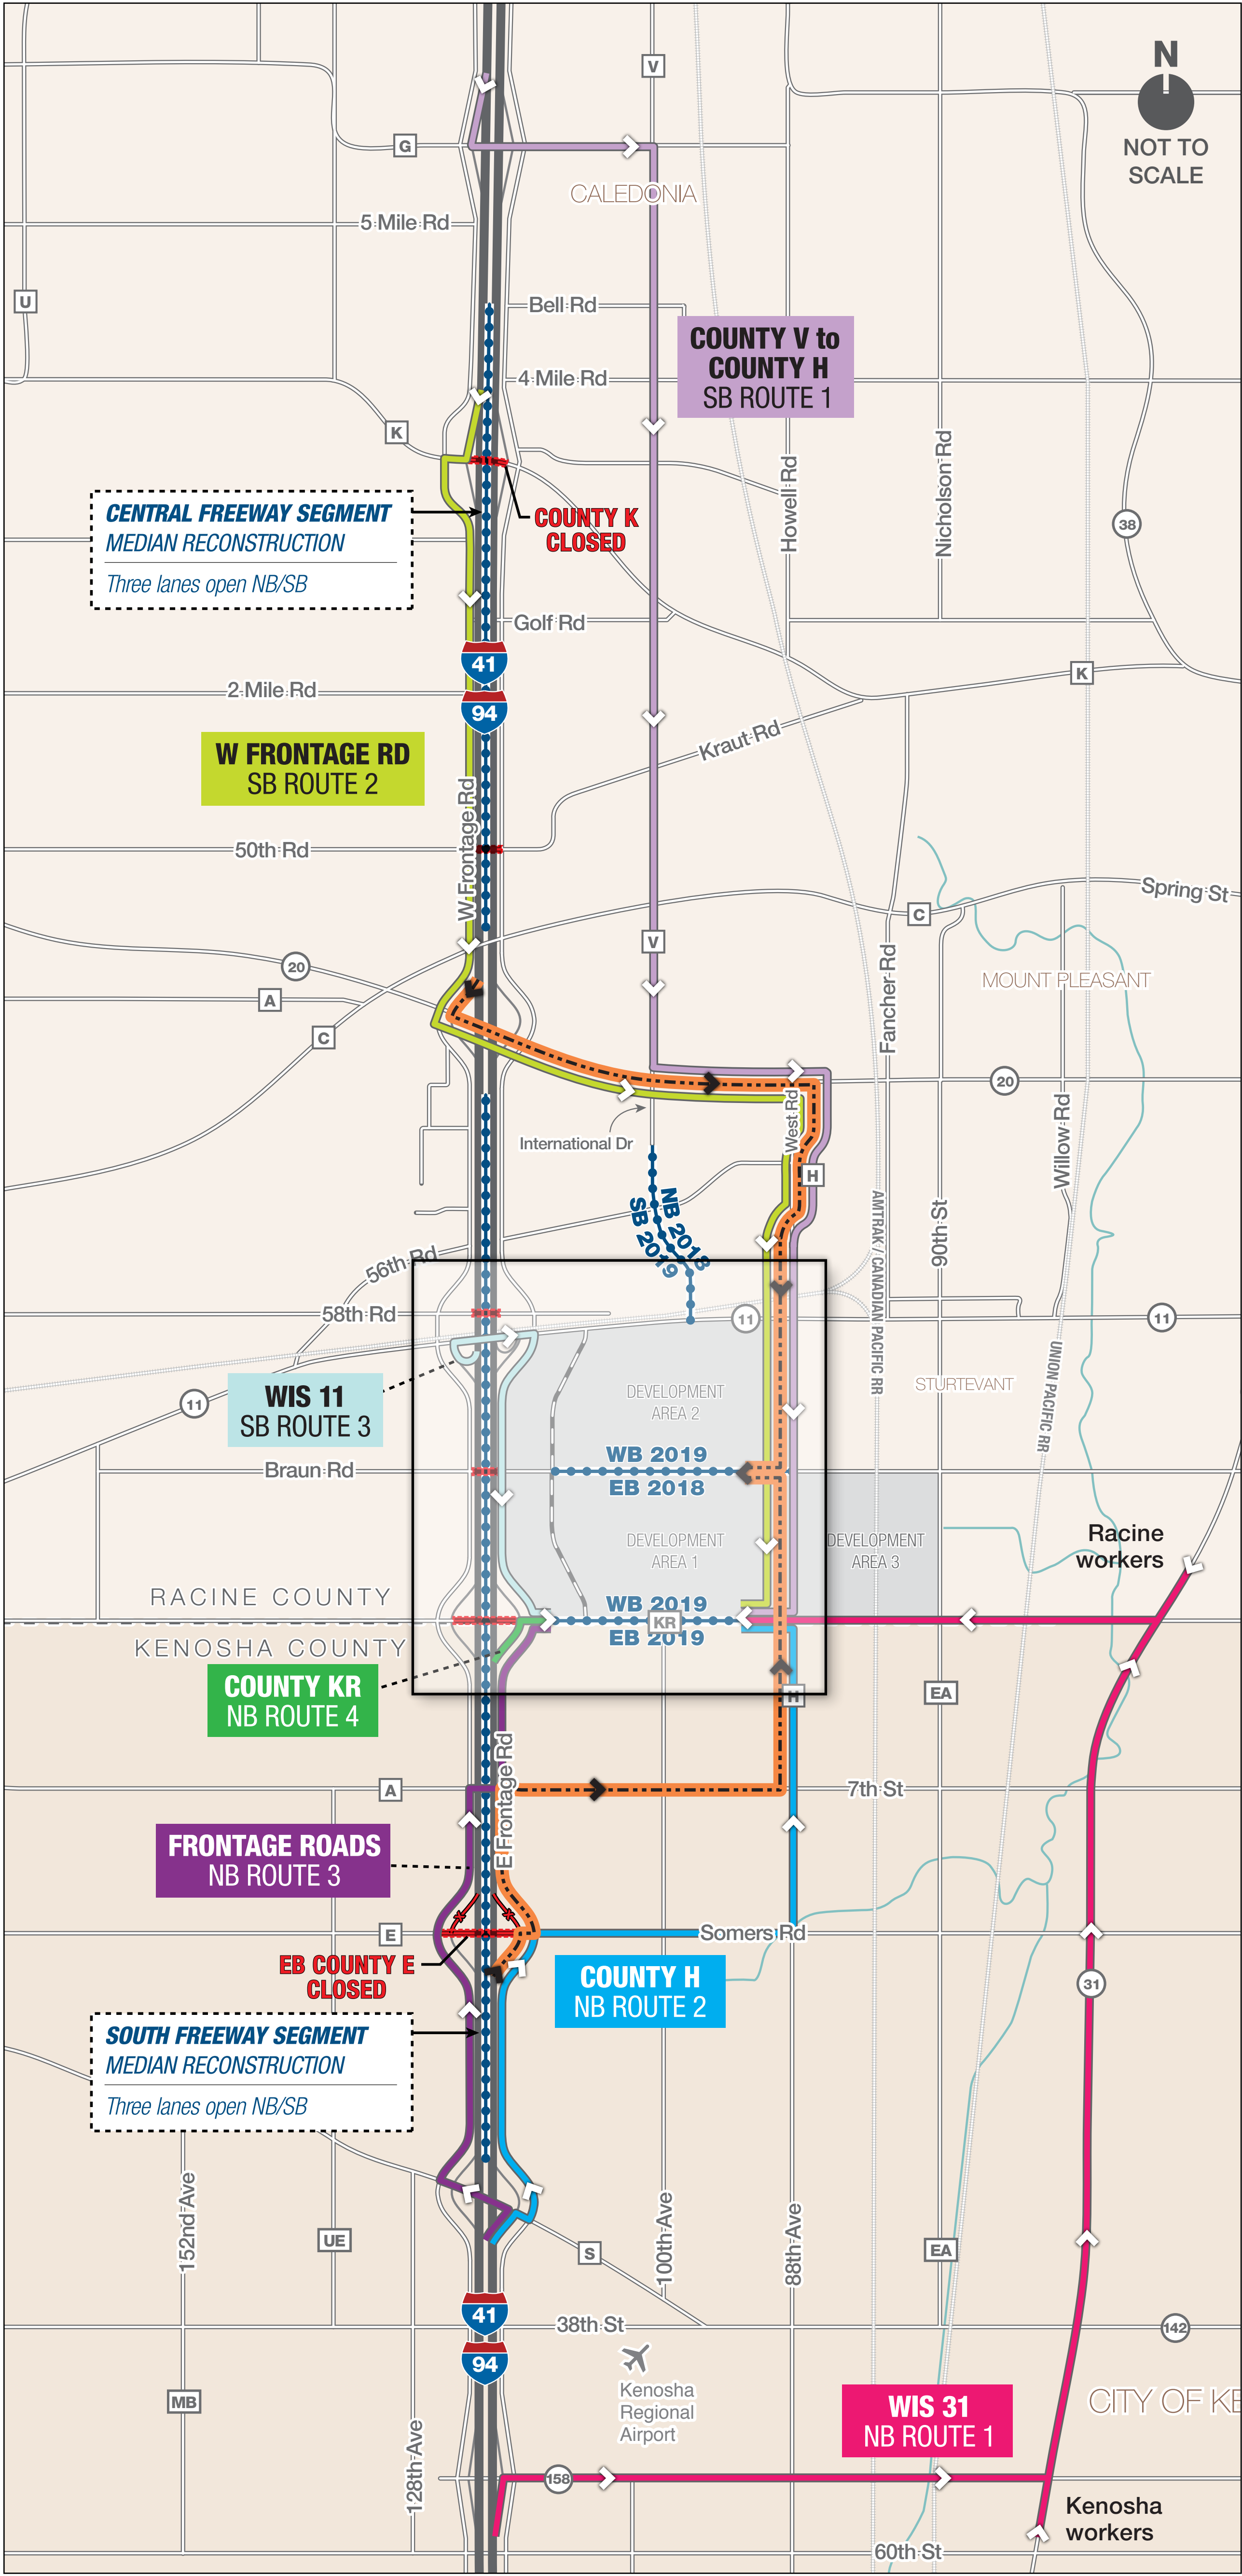 N
NOT TO
SCALE
V
G
CALEDONIA
5 Mile Rd
U
Bell Rd
COUNTY V to
COUNTY H
SB ROUTE 1
4 Mile Rd
K
Howell Rd
Nicholson Rd
CENTRAL FREEWAY SEGMENT
MEDIAN RECONSTRUCTION
Three lanes open NB/SB
COUNTY K
CLOSED
38
Golf Rd
41
K
2 Mile Rd
94
Kraut Rd
W FRONTAGE RD
SB ROUTE 2
W Frontage Rd
50th Rd
Spring St
C
V
20
Fancher Rd
MOUNT PLEASANT
A
C
20
West Rd
Willow Rd
International Dr
H
NB 2018
SB 2019
AMTRAK / CANADIAN PACIFIC RR
90th St
56th Rd
58th Rd
11
11
UNION PACIFIC RR
WIS 11
SB ROUTE 3
11
DEVELOPMENT
AREA 2
STURTEVANT
Braun Rd
WB 2019
EB 2018
DEVELOPMENT
AREA 1
DEVELOPMENT
AREA 3
Racine
workers
RACINE COUNTY
WB 2019
KR
EB 2019
KENOSHA COUNTY
COUNTY KR
NB ROUTE 4
H
EA
E Frontage Rd
A
7th St
FRONTAGE ROADS
NB ROUTE 3
E
Somers Rd
EB COUNTY E
CLOSED
COUNTY H
NB ROUTE 2
31
SOUTH FREEWAY SEGMENT
MEDIAN RECONSTRUCTION
Three lanes open NB/SB
152nd Ave
UE
S
100th Ave
88th Ave
EA
41
38th St
142
94
Kenosha
Regional
Airport
MB
WIS 31
NB ROUTE 1
CITY OF KE
128th Ave
158
Kenosha
workers
60th St